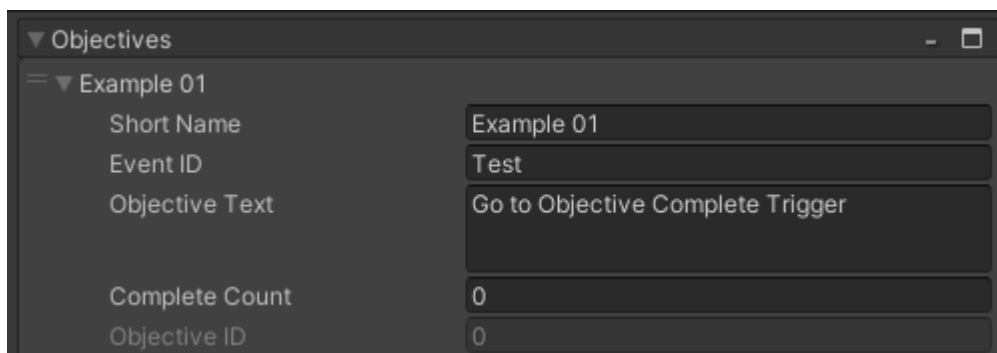 Objectives
Example 01
Short Name Example 01
Event ID Test
Objective Text Go to Objective Complete Trigger
Complete Count 0
Objective ID 0